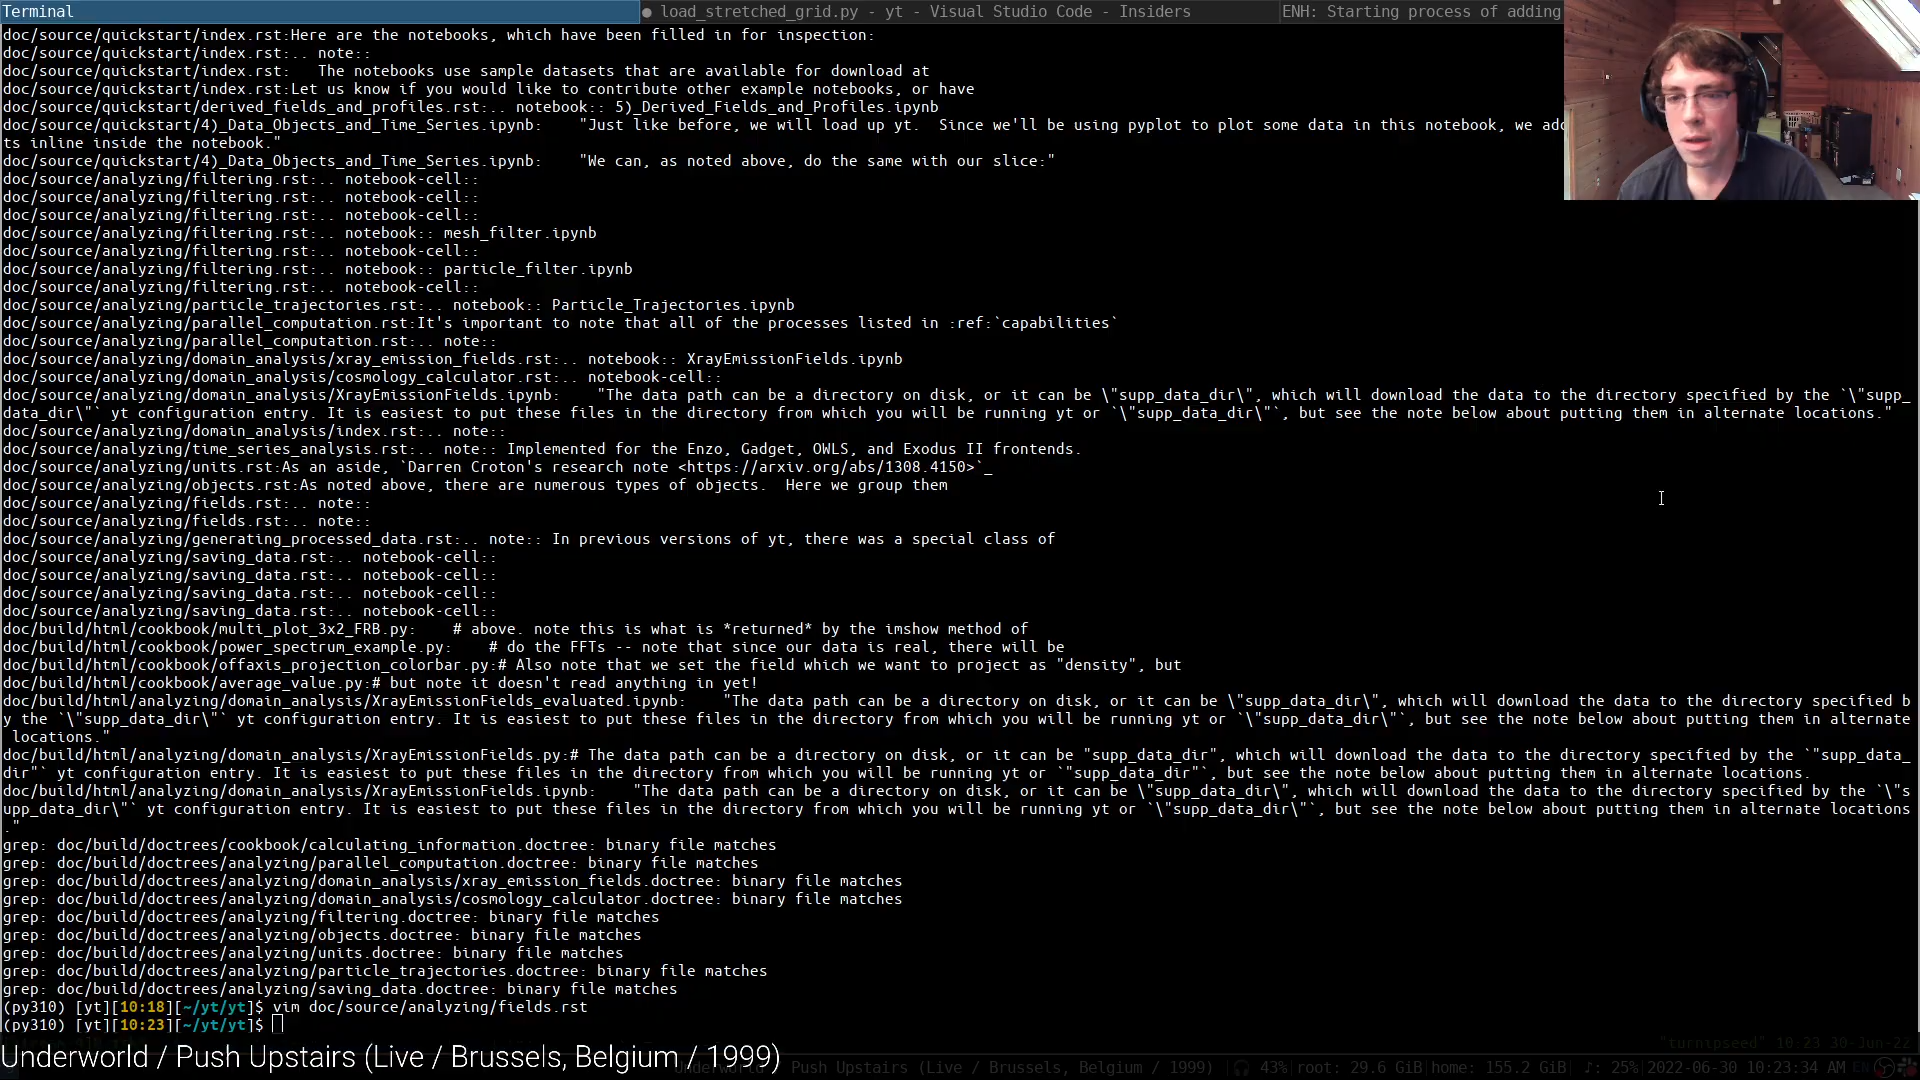 Terminal
● load_stretched_grid.py - yt - Visual Studio Code - Insiders
ENH: Starting process of adding
doc/source/quickstart/index.rst:Here are the notebooks, which have been filled in for inspection:
doc/source/quickstart/index.rst:.. note::
doc/source/quickstart/index.rst:   The notebooks use sample datasets that are available for download at
doc/source/quickstart/index.rst:Let us know if you would like to contribute other example notebooks, or have
doc/source/quickstart/derived_fields_and_profiles.rst:.. notebook:: 5)_Derived_Fields_and_Profiles.ipynb
doc/source/quickstart/4)_Data_Objects_and_Time_Series.ipynb:    "Just like before, we will load up yt.  Since we'll be using pyplot to plot some data in this notebook, we
ts inline inside the notebook."
doc/source/quickstart/4)_Data_Objects_and_Time_Series.ipynb:    "We can, as noted above, do the same with our slice:"
doc/source/analyzing/filtering.rst:.. notebook-cell::
doc/source/analyzing/filtering.rst:.. notebook-cell::
doc/source/analyzing/filtering.rst:.. notebook-cell::
doc/source/analyzing/filtering.rst:.. notebook:: mesh_filter.ipynb
doc/source/analyzing/filtering.rst:.. notebook-cell::
doc/source/analyzing/filtering.rst:.. notebook:: particle_filter.ipynb
doc/source/analyzing/filtering.rst:.. notebook-cell::
doc/source/analyzing/particle_trajectories.rst:.. notebook:: Particle_Trajectories.ipynb
doc/source/analyzing/parallel_computation.rst:It's important to note that all of the processes listed in :ref:`capabilities`
doc/source/analyzing/parallel_computation.rst:.. note::
doc/source/analyzing/domain_analysis/xray_emission_fields.rst:.. notebook:: XrayEmissionFields.ipynb
doc/source/analyzing/domain_analysis/cosmology_calculator.rst:.. notebook-cell::
doc/source/analyzing/domain_analysis/XrayEmissionFields.ipynb:    "The data path can be a directory on disk, or it can be \"supp_data_dir\", which will download the data to the directory specified by the `\"supp_
data_dir\"` yt configuration entry. It is easiest to put these files in the directory from which you will be running yt or `\"supp_data_dir\"`, but see the note below about putting them in alternate locations."
doc/source/analyzing/domain_analysis/index.rst:.. note::
doc/source/analyzing/time_series_analysis.rst:.. note:: Implemented for the Enzo, Gadget, OWLS, and Exodus II frontends.
doc/source/analyzing/units.rst:As an aside, `Darren Croton's research note <https://arxiv.org/abs/1308.4150>`_
doc/source/analyzing/objects.rst:As noted above, there are numerous types of objects.  Here we group them
doc/source/analyzing/fields.rst:.. note::
doc/source/analyzing/fields.rst:.. note::
doc/source/analyzing/generating_processed_data.rst:.. note:: In previous versions of yt, there was a special class of
doc/source/analyzing/saving_data.rst:.. notebook-cell::
doc/source/analyzing/saving_data.rst:.. notebook-cell::
doc/source/analyzing/saving_data.rst:.. notebook-cell::
doc/source/analyzing/saving_data.rst:.. notebook-cell::
doc/build/html/cookbook/multi_plot_3x2_FRB.py:    # above. note this is what is *returned* by the imshow method of
doc/build/html/cookbook/power_spectrum_example.py:    # do the FFTs -- note that since our data is real, there will be
doc/build/html/cookbook/offaxis_projection_colorbar.py:# Also note that we set the field which we want to project as "density", but
doc/build/html/cookbook/average_value.py:# but note it doesn't read anything in yet!
doc/build/html/analyzing/domain_analysis/XrayEmissionFields_evaluated.ipynb:    "The data path can be a directory on disk, or it can be \"supp_data_dir\", which will download the data to the directory specified b
y the `\"supp_data_dir\"` yt configuration entry. It is easiest to put these files in the directory from which you will be running yt or `\"supp_data_dir\"`, but see the note below about putting them in alternate
 locations."
doc/build/html/analyzing/domain_analysis/XrayEmissionFields.py:# The data path can be a directory on disk, or it can be "supp_data_dir", which will download the data to the directory specified by the `"supp_data_
dir"` yt configuration entry. It is easiest to put these files in the directory from which you will be running yt or `"supp_data_dir"`, but see the note below about putting them in alternate locations.
doc/build/html/analyzing/domain_analysis/XrayEmissionFields.ipynb:    "The data path can be a directory on disk, or it can be \"supp_data_dir\", which will download the data to the directory specified by the `\"s
upp_data_dir\"` yt configuration entry. It is easiest to put these files in the directory from which you will be running yt or `\"supp_data_dir\"`, but see the note below about putting them in alternate locations
."
grep: doc/build/doctrees/cookbook/calculating_information.doctree: binary file matches
grep: doc/build/doctrees/analyzing/parallel_computation.doctree: binary file matches
grep: doc/build/doctrees/analyzing/domain_analysis/xray_emission_fields.doctree: binary file matches
grep: doc/build/doctrees/analyzing/domain_analysis/cosmology_calculator.doctree: binary file matches
grep: doc/build/doctrees/analyzing/filtering.doctree: binary file matches
grep: doc/build/doctrees/analyzing/objects.doctree: binary file matches
grep: doc/build/doctrees/analyzing/units.doctree: binary file matches
grep: doc/build/doctrees/analyzing/particle_trajectories.doctree: binary file matches
grep: doc/build/doctrees/analyzing/saving_data.doctree: binary file matches
(py310) [yt][10:18][~/yt/yt]$ vim doc/source/analyzing/fields.rst
(py310) [yt][10:23][~/yt/yt]$
"turnipseed" 10:23 30-Jun-22
Underworld / Push Upstairs (Live / Brussels, Belgium / 1999)
Push Upstairs (Live / Brussels, Belgium / 1999) 43% root: 29.6 GiB home: 155.2 GiB ♪: 25% 2022-06-30 10:23:34 AM EN